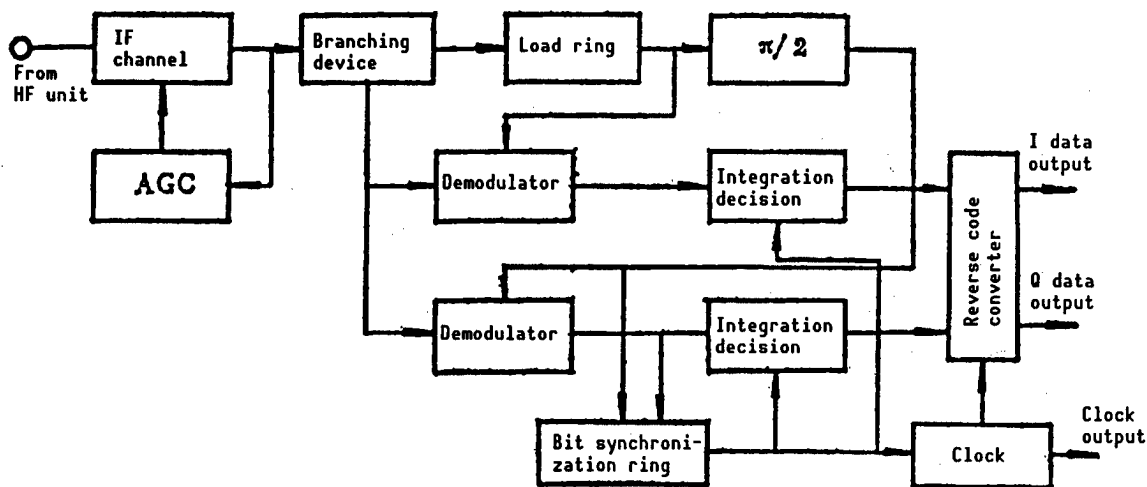 IF
channel
Branching
device
Load ring
π/2
From
HF unit
AGC
Demodulator
Integration
decision
Reverse code
converter
I data
output
Q data
output
Demodulator
Integration
decision
Bit synchroni-
zation ring
Clock
Clock
output